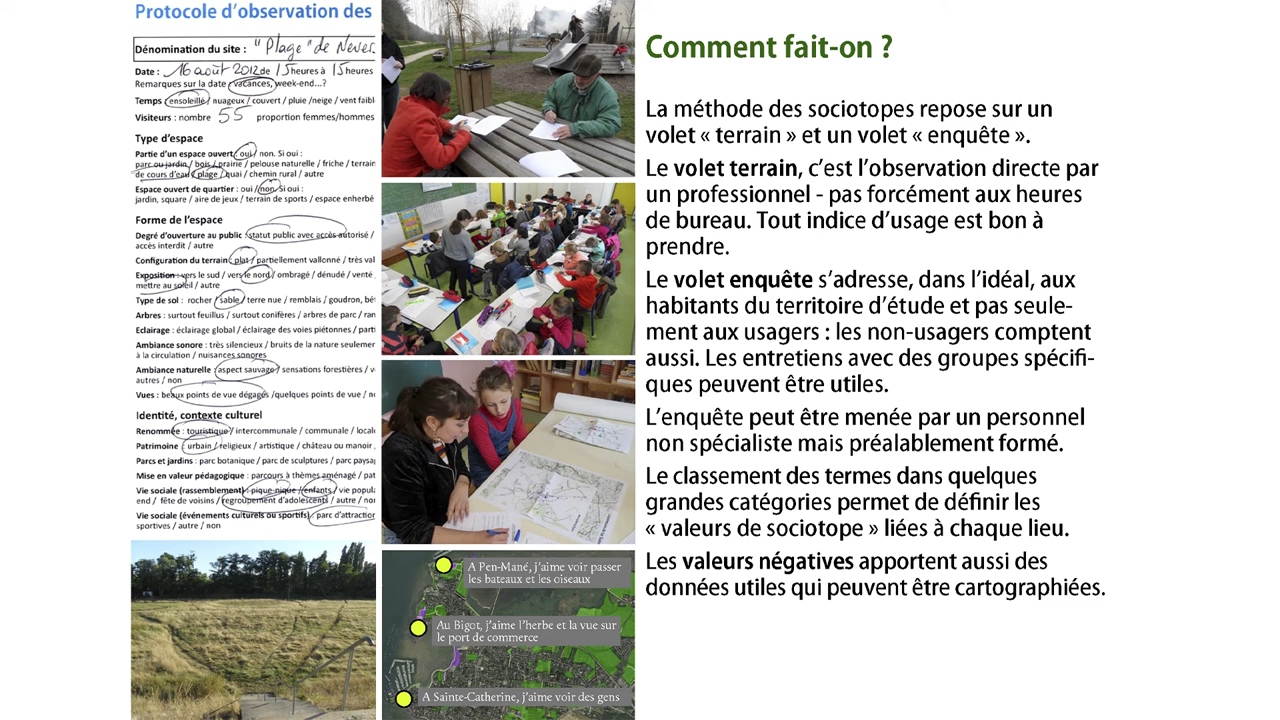 Protocole d'observation des
Dénomination du site : "Plage" de Nevers
Date : 16 août 2012 de 15 heures à 15 heures
Remarques sur la date : vacances, week-end...?
Temps : ensoleillé / nuageux / couvert / pluie /neige / vent faibl
Visiteurs : nombre 55 proportion femmes/hommes
Type d'espace
Partie d'un espace ouvert : oui / non. Si oui :
parc ou jardin / bois / prairie / pelouse naturelle / friche / terrain
de cours d'eau / plage / quai / chemin rural / autre
Espace ouvert de quartier : oui / non. Si oui :
jardin, square / aire de jeux / terrain de sports / espace enherbé
Forme de l'espace
Degré d'ouverture au public : statut public avec accès autorisé /
accès interdit / autre
Configuration du terrain : plat / partiellement vallonné / très val
Exposition : vers le sud / vers le nord / ombragé / dénudé / venté
mettre au soleil / autre
Type de sol : rocher / sable / terre nue / remblais / goudron, bé
Arbres : surtout feuillus / surtout conifères / arbres de parc / ran
Eclairage : éclairage global / éclairage des voies piétonnes / parti
Ambiance sonore : très silencieux / bruits de la nature seulemen
à la circulation / nuisances sonores
Ambiance naturelle : aspect sauvage / sensations forestières / v
autres / non
Vues : beaux points de vue dégagés /quelques points de vue / no
Identité, contexte culturel
Renommée : touristique / intercommunale / communale / locale
Patrimoine : urbain / religieux / artistique / château ou manoir
Parcs et jardins : parc botanique / parc de sculptures / parc paysa
Mise en valeur pédagogique : parcours à thèmes aménagé / pat
Vie sociale (rassemblement) : pique-nique / enfants / vie popul
end / fête de voisins / regroupement d'adolescents / autre / non
Vie sociale (événements culturels ou sportifs) : parc d'attraction
sportives / autre / non
A Pen-Mané, j'aime voir passer
les bateaux et les oiseaux
Au Bigot, j'aime l'herbe et la vue sur
le port de commerce
A Sainte-Catherine, j'aime voir des gens
Comment fait-on ?
La méthode des sociotopes repose sur un
volet « terrain » et un volet « enquête ».
Le volet terrain, c'est l'observation directe par
un professionnel - pas forcément aux heures
de bureau. Tout indice d'usage est bon à
prendre.
Le volet enquête s'adresse, dans l'idéal, aux
habitants du territoire d'étude et pas seule-
ment aux usagers : les non-usagers comptent
aussi. Les entretiens avec des groupes spécifi-
ques peuvent être utiles.
L'enquête peut être menée par un personnel
non spécialiste mais préalablement formé.
Le classement des termes dans quelques
grandes catégories permet de définir les
« valeurs de sociotope » liées à chaque lieu.
Les valeurs négatives apportent aussi des
données utiles qui peuvent être cartographiées.